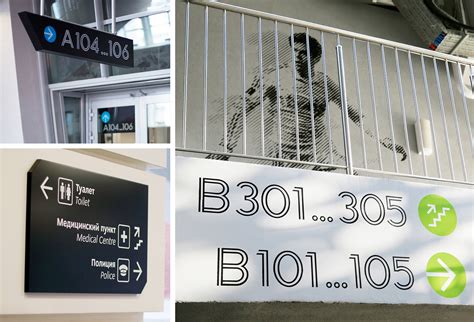 A104...106
A104...106
Туалет
Toilet
Медицинский пункт
Medical Centre
Полиция
Police
B301...305
B101...105